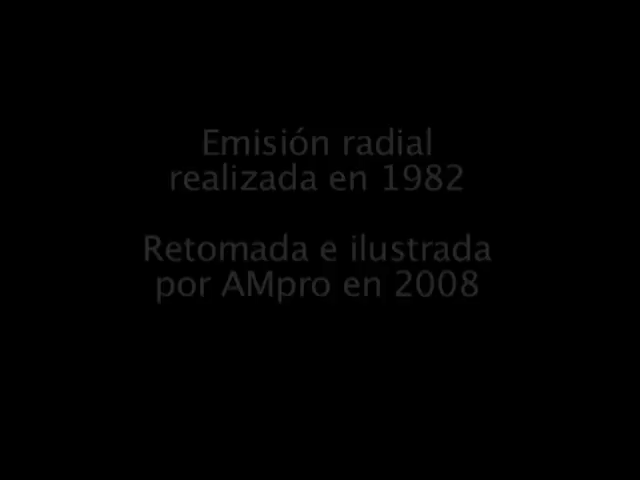 Emisión radial
realizada en 1982
Retomada e ilustrada
por AMpro en 2008